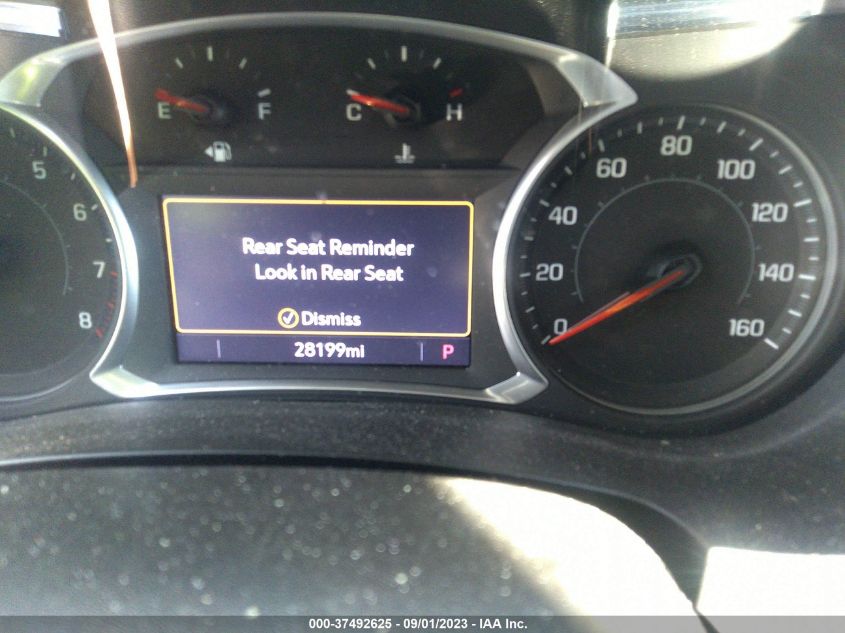 E F
C H
5
6
7
8
Rear Seat Reminder
Look in Rear Seat
Dismiss
28199mi P
0 20 40 60 80 100 120 140 160
000-37492625 - 09/01/2023 - IAA Inc.